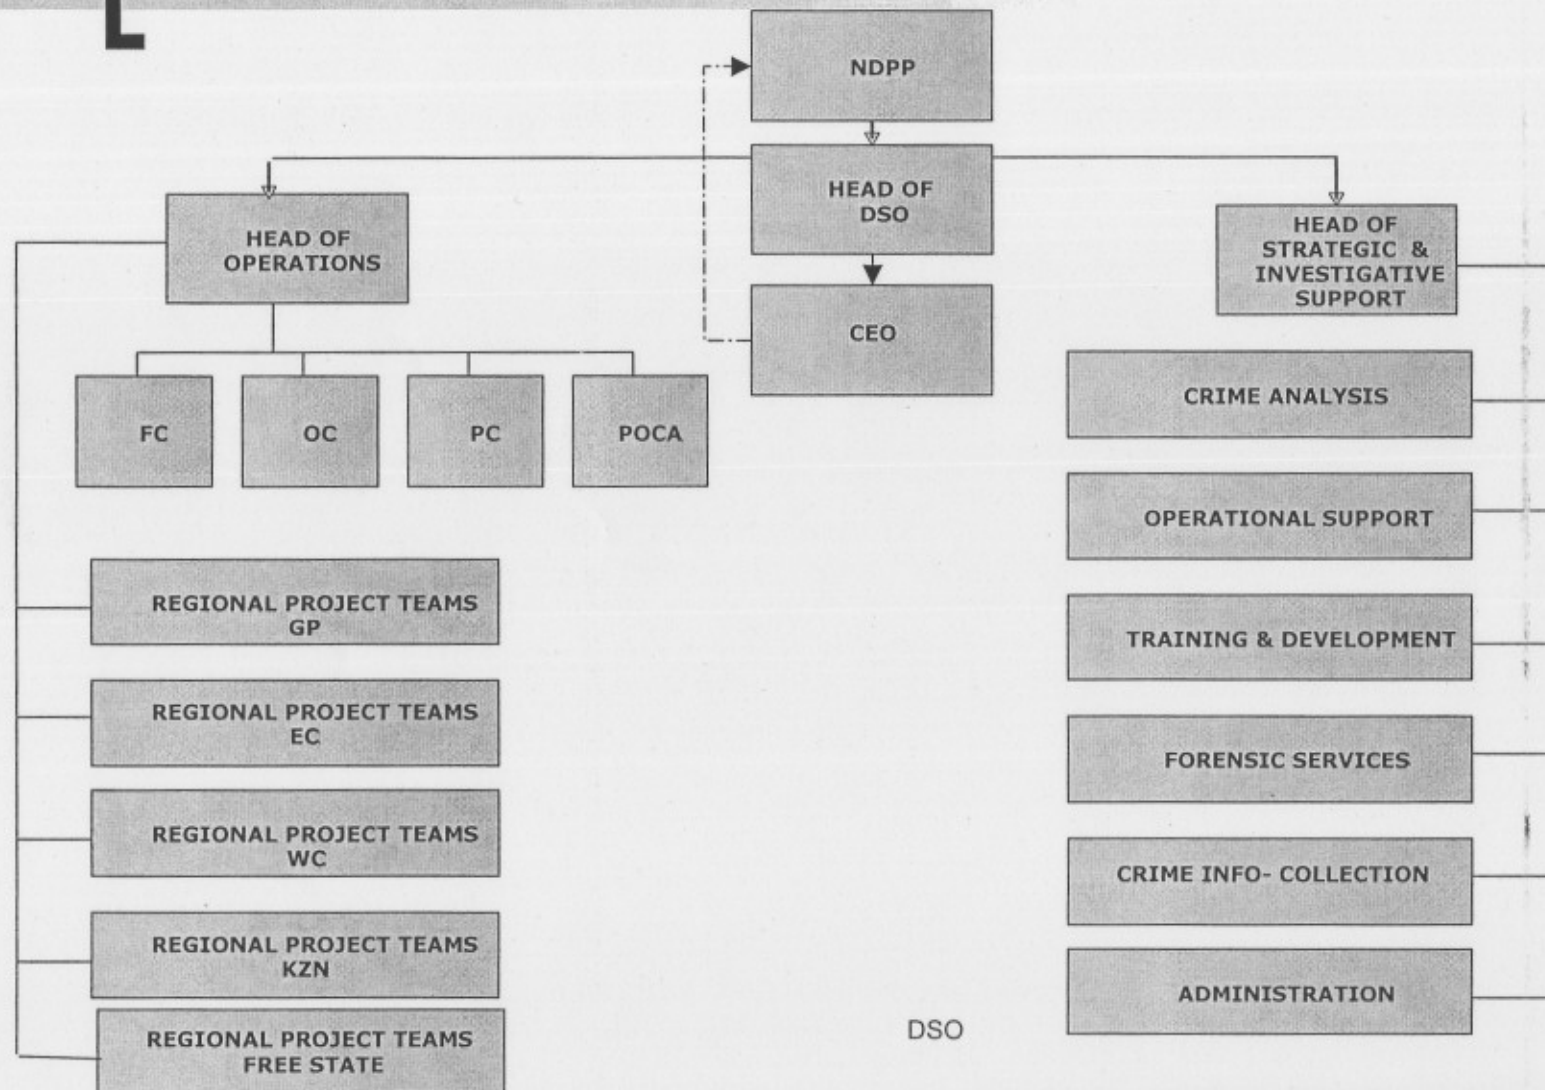 NDPP
HEAD OF
DSO
CEO
HEAD OF
OPERATIONS
FC
OC
PC
POCA
REGIONAL PROJECT TEAMS
GP
REGIONAL PROJECT TEAMS
EC
REGIONAL PROJECT TEAMS
WC
REGIONAL PROJECT TEAMS
KZN
REGIONAL PROJECT TEAMS
FREE STATE
HEAD OF
STRATEGIC &
INVESTIGATIVE
SUPPORT
CRIME ANALYSIS
OPERATIONAL SUPPORT
TRAINING & DEVELOPMENT
FORENSIC SERVICES
CRIME INFO- COLLECTION
ADMINISTRATION
DSO